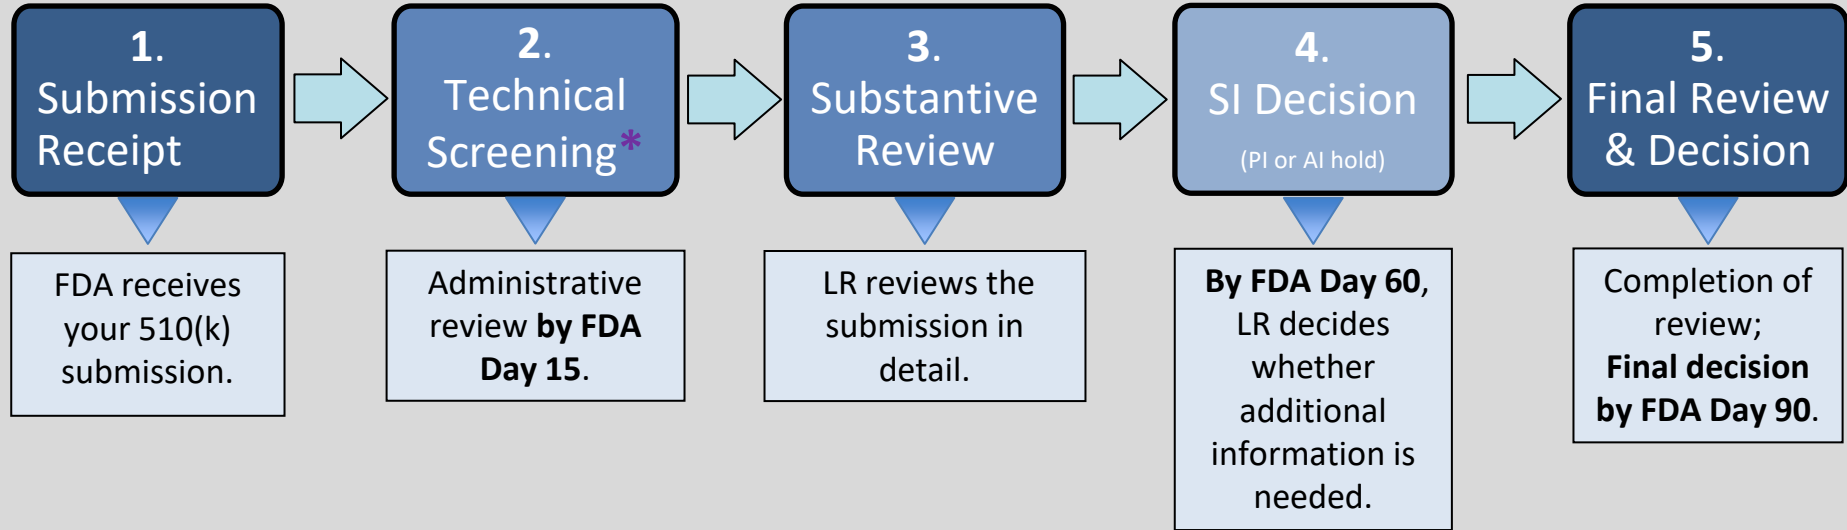 1.
Submission
Receipt
2.
Technical
Screening*
3.
Substantive
Review
4.
SI Decision
(PI or AI hold)
5.
Final Review
& Decision
FDA receives
your 510(k)
submission.
Administrative
review by FDA
Day 15.
LR reviews the
submission in
detail.
By FDA Day 60,
LR decides
whether
additional
information is
needed.
Completion of
review;
Final decision
by FDA Day 90.